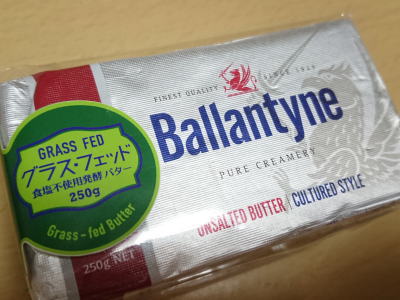 FINEST QUALITY SINCE 1929
Ballantyne
PURE CREAMERY
UNSALTED BUTTER CULTURED STYLE
GRASS FED
グラス・フェッド
食塩不使用発酵バター
250g
Grass-fed Butter
250g NET